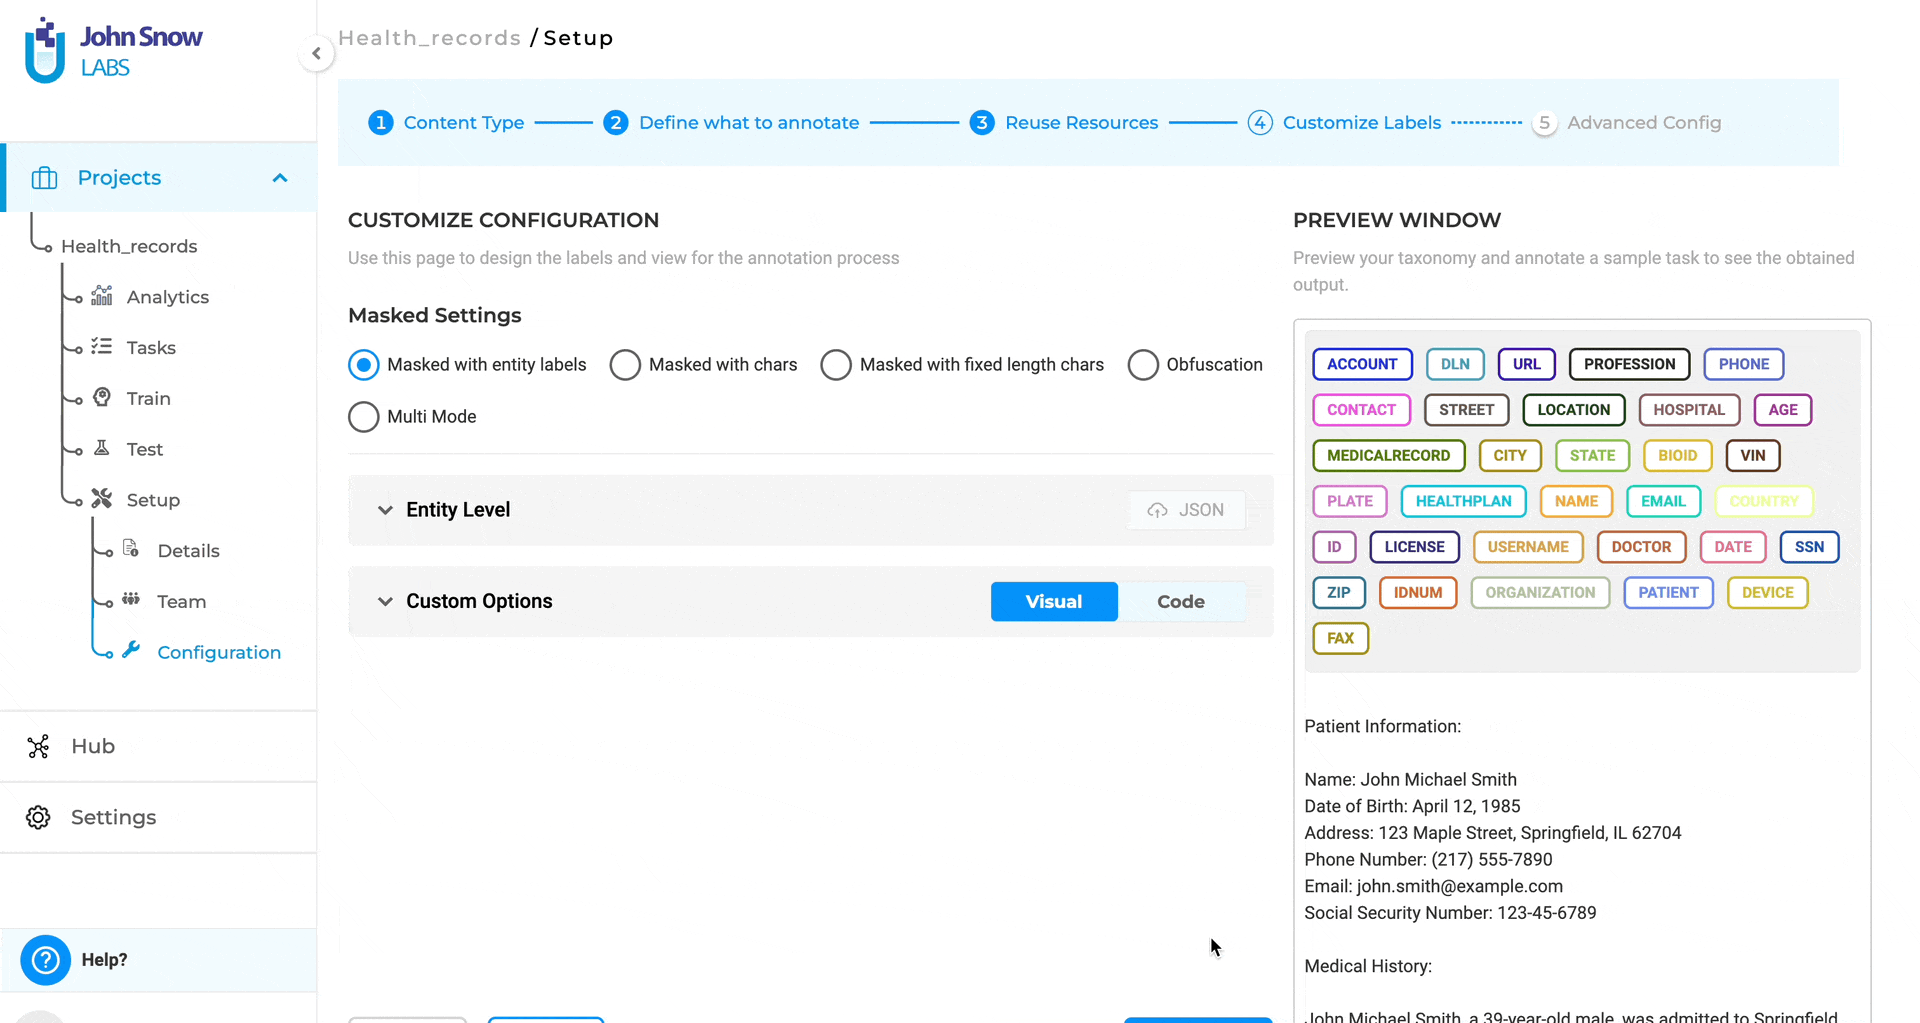 John Snow
LABS
Health_records / Setup
1 Content Type
2 Define what to annotate
3 Reuse Resources
4 Customize Labels
5 Advanced Config
Projects
Health_records
Analytics
Tasks
Train
Test
Setup
Details
Team
Configuration
Hub
Settings
? Help?
CUSTOMIZE CONFIGURATION
Use this page to design the labels and view for the annotation process
Masked Settings
Masked with entity labels
Masked with chars
Masked with fixed length chars
Obfuscation
Multi Mode
Entity Level
JSON
Custom Options
Visual
Code
PREVIEW WINDOW
Preview your taxonomy and annotate a sample task to see the obtained
output.
ACCOUNT DLN URL PROFESSION PHONE
CONTACT STREET LOCATION HOSPITAL AGE
MEDICALRECORD CITY STATE BIOID VIN
PLATE HEALTHPLAN NAME EMAIL COUNTRY
ID LICENSE USERNAME DOCTOR DATE SSN
ZIP IDNUM ORGANIZATION PATIENT DEVICE
FAX
Patient Information:
Name: John Michael Smith
Date of Birth: April 12, 1985
Address: 123 Maple Street, Springfield, IL 62704
Phone Number: (217) 555-7890
Email: john.smith@example.com
Social Security Number: 123-45-6789
Medical History:
John Michael Smith, a 39-year-old male, was admitted to Springfield